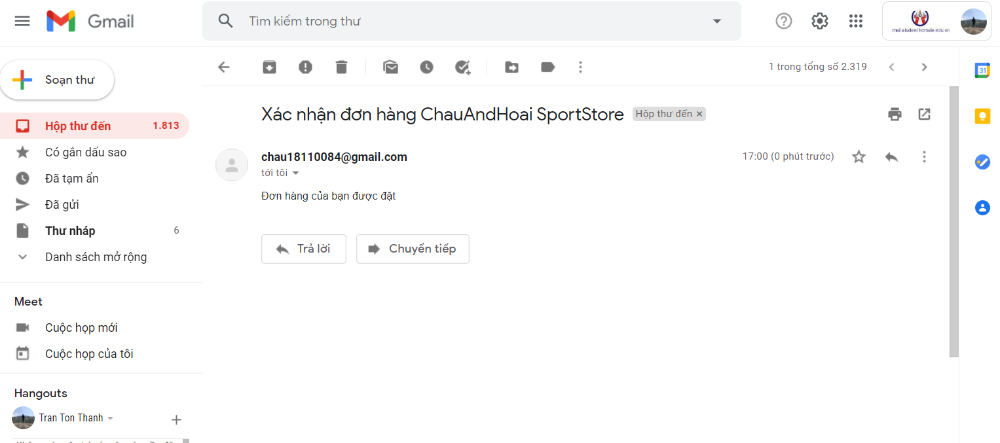 Gmail
Tìm kiếm trong thư
mail.student.hcmute.edu.vn
Soạn thư
1 trong tổng số 2.319
31
Hộp thư đến 1.813
Có gắn dấu sao
Đã tạm ẩn
Đã gửi
Thư nháp 6
Danh sách mở rộng
Meet
Cuộc họp mới
Cuộc họp của tôi
Hangouts
Tran Ton Thanh
Xác nhận đơn hàng ChauAndHoai SportStore Hộp thư đến ×
chau18110084@gmail.com 17:00 (0 phút trước)
tới tôi
Đơn hàng của bạn được đặt
Trả lời Chuyển tiếp